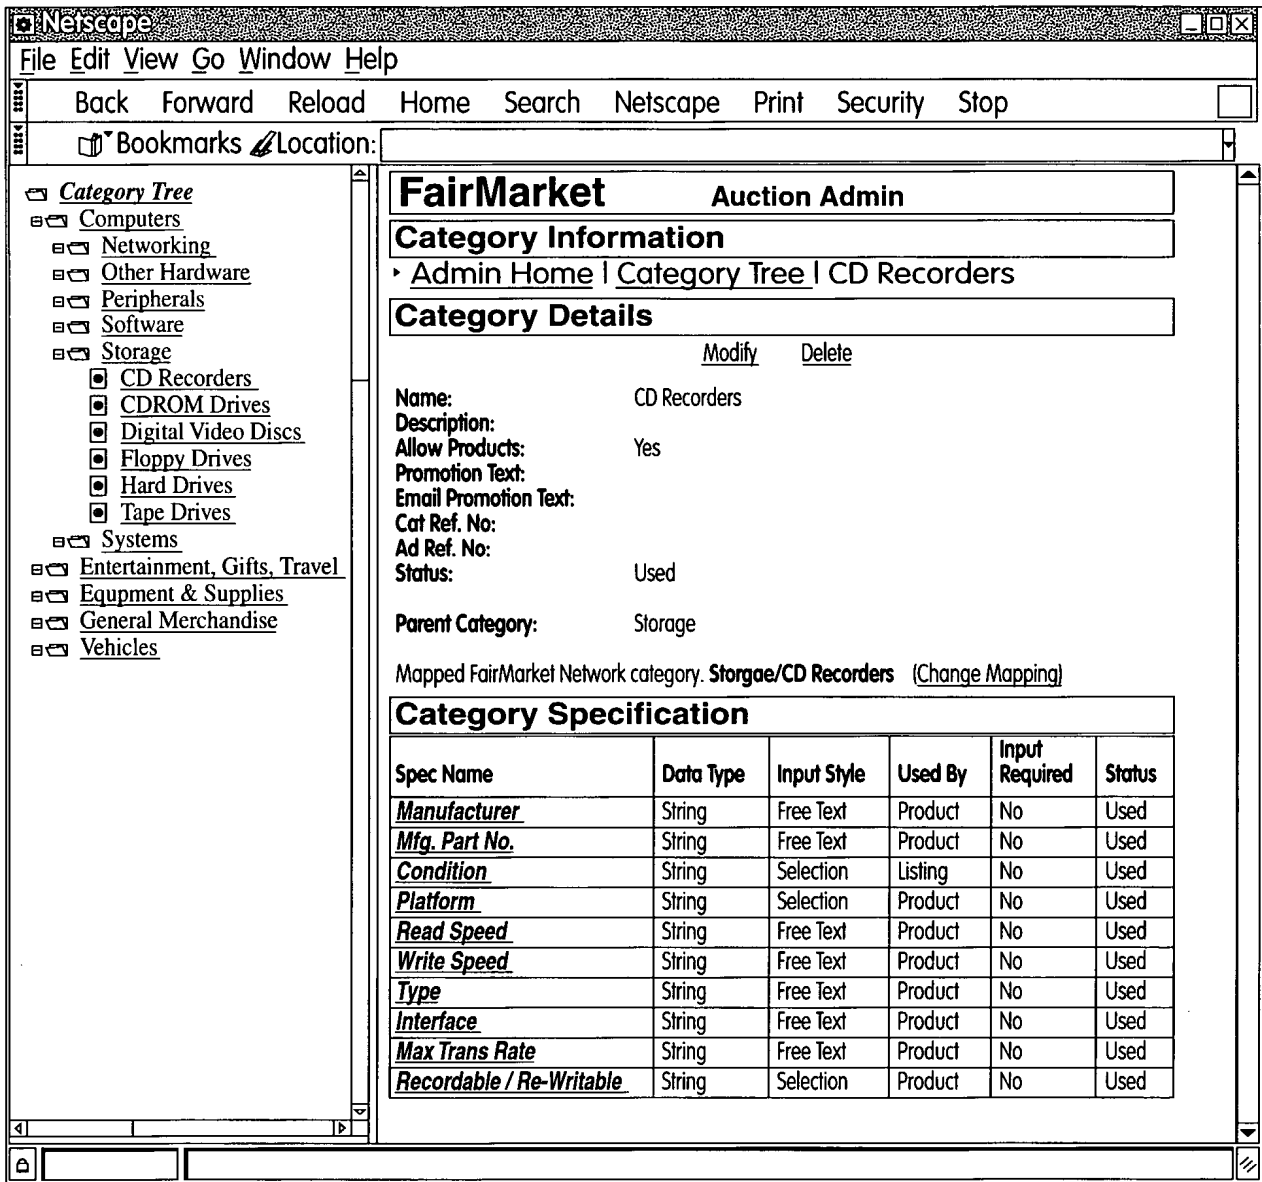 Netscape
File Edit View Go Window Help
Back Forward Reload Home Search Netscape Print Security Stop
Bookmarks Location:
Category Tree
Computers
Networking
Other Hardware
Peripherals
Software
Storage
CD Recorders
CDROM Drives
Digital Video Discs
Floppy Drives
Hard Drives
Tape Drives
Systems
Entertainment, Gifts, Travel
Equpment & Supplies
General Merchandise
Vehicles
FairMarket Auction Admin
Category Information
Admin Home | Category Tree | CD Recorders
Category Details
Modify Delete
Name: CD Recorders
Description:
Allow Products: Yes
Promotion Text:
Email Promotion Text:
Cat Ref. No:
Ad Ref. No:
Status: Used
Parent Category: Storage
Mapped FairMarket Network category. Storgae/CD Recorders (Change Mapping)
Category Specification
Spec Name Data Type Input Style Used By Input Required Status
Manufacturer String Free Text Product No Used
Mfg. Part No. String Free Text Product No Used
Condition String Selection Listing No Used
Platform String Selection Product No Used
Read Speed String Free Text Product No Used
Write Speed String Free Text Product No Used
Type String Free Text Product No Used
Interface String Free Text Product No Used
Max Trans Rate String Free Text Product No Used
Recordable / Re-Writable String Selection Product No Used